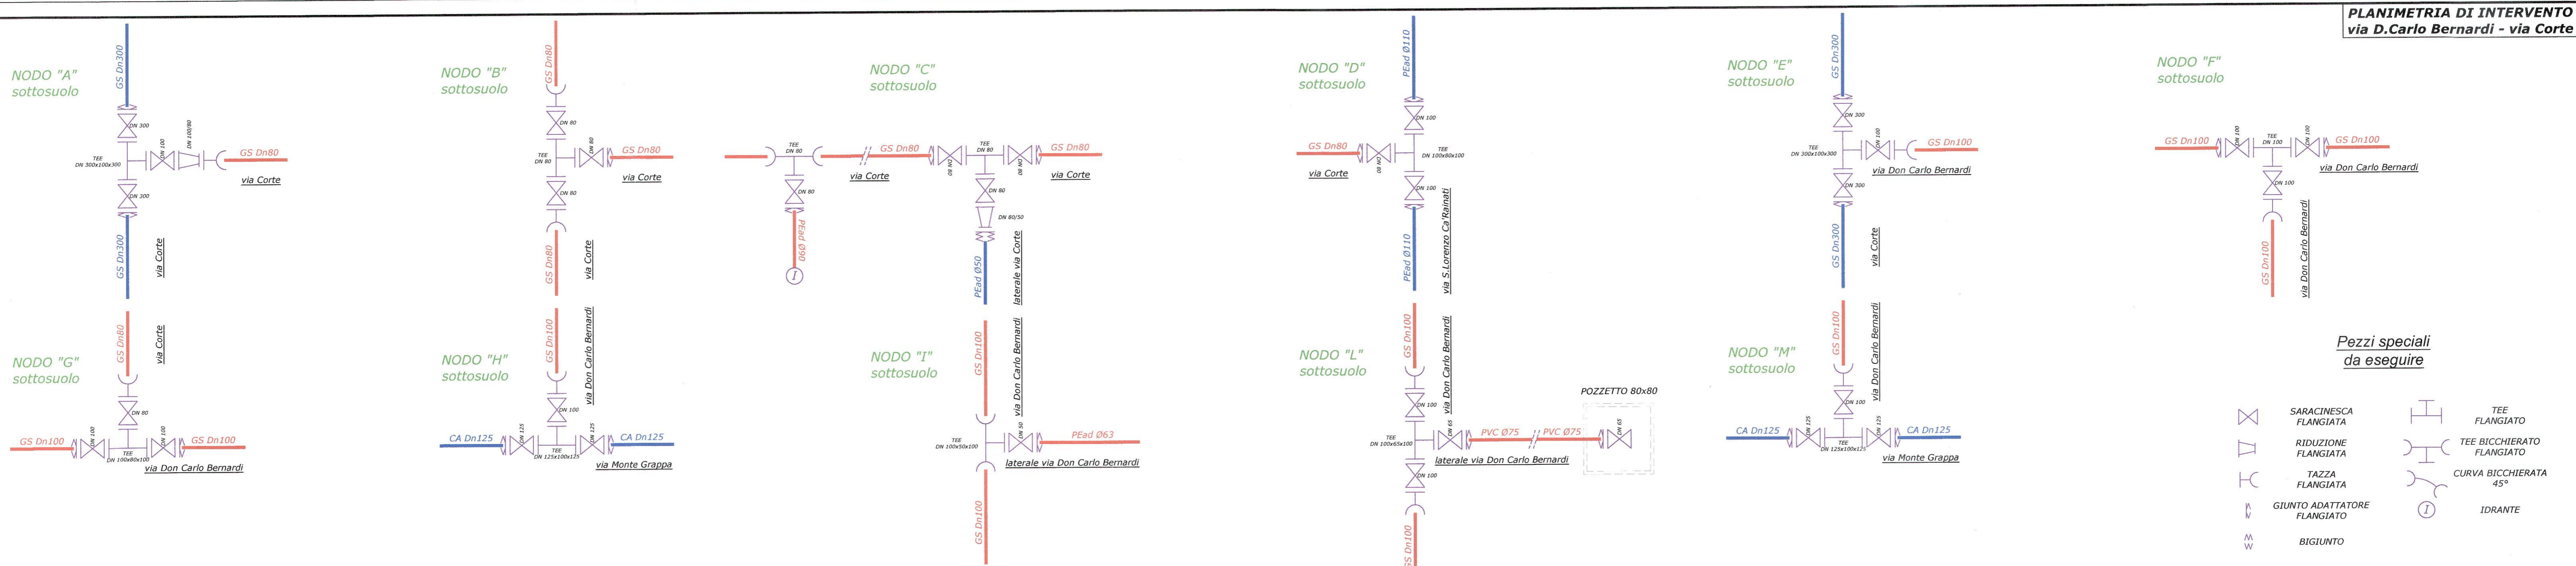 PLANIMETRIA DI INTERVENTO
via D.Carlo Bernardi - via Corte
NODO "A"
sottosuolo
GS Dn300
DN 300
TEE
DN 300x100x300
DN 100
DN 100/80
GS Dn80
via Corte
DN 300
GS Dn300
via Corte
NODO "B"
sottosuolo
GS Dn80
DN 80
TEE
DN 80
DN 80
GS Dn80
via Corte
DN 80
GS Dn80
via Corte
NODO "C"
sottosuolo
TEE
DN 80
DN 80
PEad Ø90
I
via Corte
GS Dn80
DN 80
TEE
DN 80
DN 80
GS Dn80
via Corte
DN 80/50
PEad Ø50
laterale via Corte
NODO "D"
sottosuolo
PEad Ø110
DN 100
GS Dn80
via Corte
DN 80
TEE
DN 100x80x100
DN 100
PEad Ø110
via S.Lorenzo Ca'Rainati
NODO "E"
sottosuolo
GS Dn300
DN 300
TEE
DN 300x100x300
DN 100
GS Dn100
via Don Carlo Bernardi
DN 300
GS Dn300
via Corte
NODO "F"
sottosuolo
GS Dn100
DN 100
TEE
DN 100
DN 100
GS Dn100
via Don Carlo Bernardi
DN 100
GS Dn100
via Don Carlo Bernardi
NODO "G"
sottosuolo
GS Dn80
via Corte
DN 80
GS Dn100
DN 100
TEE
DN 100x80x100
DN 100
GS Dn100
via Don Carlo Bernardi
NODO "H"
sottosuolo
GS Dn100
via Don Carlo Bernardi
DN 100
CA Dn125
DN 125
TEE
DN 125x100x125
DN 125
CA Dn125
via Monte Grappa
NODO "I"
sottosuolo
GS Dn100
via Don Carlo Bernardi
TEE
DN 100x50x100
DN 50
PEad Ø63
laterale via Don Carlo Bernardi
GS Dn100
NODO "L"
sottosuolo
GS Dn100
via Don Carlo Bernardi
DN 100
TEE
DN 100x65x100
DN 65
PVC Ø75
PVC Ø75
laterale via Don Carlo Bernardi
POZZETTO 80x80
DN 65
DN 100
GS Dn100
NODO "M"
sottosuolo
GS Dn100
via Don Carlo Bernardi
DN 100
CA Dn125
DN 125
TEE
DN 125x100x125
DN 125
CA Dn125
via Monte Grappa
Pezzi speciali
da eseguire
SARACINESCA
FLANGIATA
RIDUZIONE
FLANGIATA
TAZZA
FLANGIATA
GIUNTO ADATTATORE
FLANGIATO
BIGIUNTO
TEE
FLANGIATO
TEE BICCHIERATO
FLANGIATO
CURVA BICCHIERATA
45°
I
IDRANTE